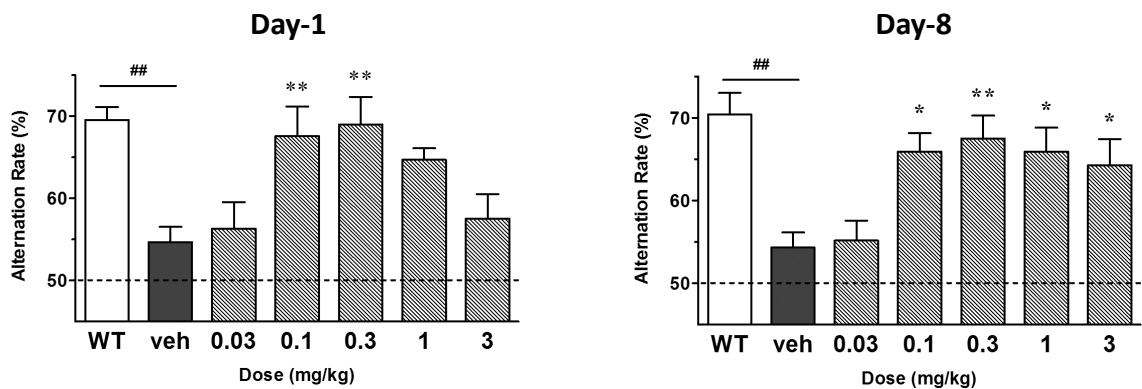 Day-1
##
**
**
70
60
50
Alternation Rate (%)
WT veh 0.03 0.1 0.3 1 3
Dose (mg/kg)
Day-8
##
*
**
*
*
70
60
50
Alternation Rate (%)
WT veh 0.03 0.1 0.3 1 3
Dose (mg/kg)